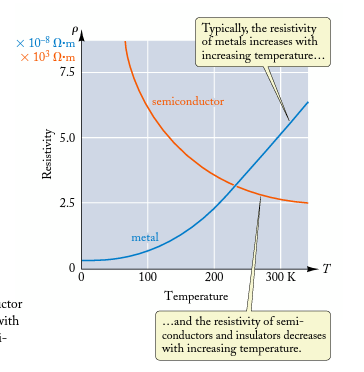 Typically, the resistivity
of metals increases with
increasing temperature…
ρ
× 10⁻⁸ Ω·m
× 10³ Ω·m
7.5
5.0
2.5
0
Resistivity
semiconductor
metal
0
100
200
300 K
T
Temperature
…and the resistivity of semi-
conductors and insulators decreases
with increasing temperature.
ctor
with
i-